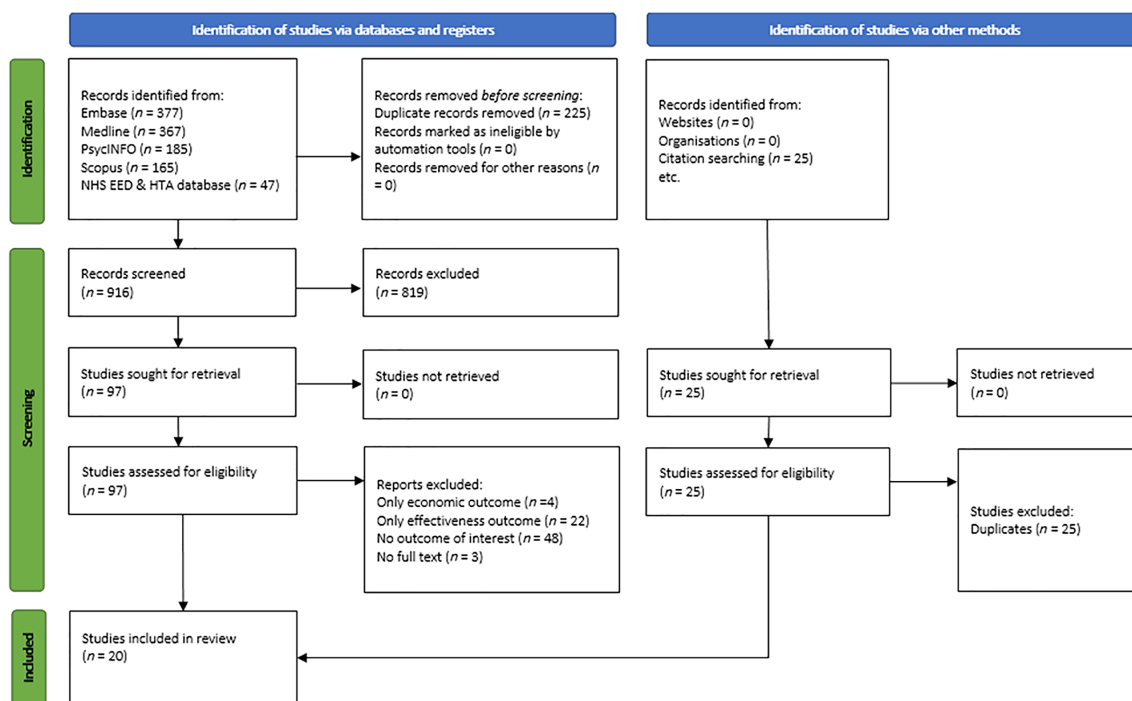 Identification of studies via databases and registers
Identification of studies via other methods
Identification
Records identified from:
Embase (n = 377)
Medline (n = 367)
PsycINFO (n = 185)
Scopus (n = 165)
NHS EED & HTA database (n = 47)
Records removed before screening:
Duplicate records removed (n = 225)
Records marked as ineligible by
automation tools (n = 0)
Records removed for other reasons (n
= 0)
Records identified from:
Websites (n = 0)
Organisations (n = 0)
Citation searching (n = 25)
etc.
Screening
Records screened
(n = 916)
Records excluded
(n = 819)
Studies sought for retrieval
(n = 97)
Studies not retrieved
(n = 0)
Studies sought for retrieval
(n = 25)
Studies not retrieved
(n = 0)
Studies assessed for eligibility
(n = 97)
Reports excluded:
Only economic outcome (n =4)
Only effectiveness outcome (n = 22)
No outcome of interest (n = 48)
No full text (n = 3)
Studies assessed for eligibility
(n = 25)
Studies excluded:
Duplicates (n = 25)
Included
Studies included in review
(n = 20)